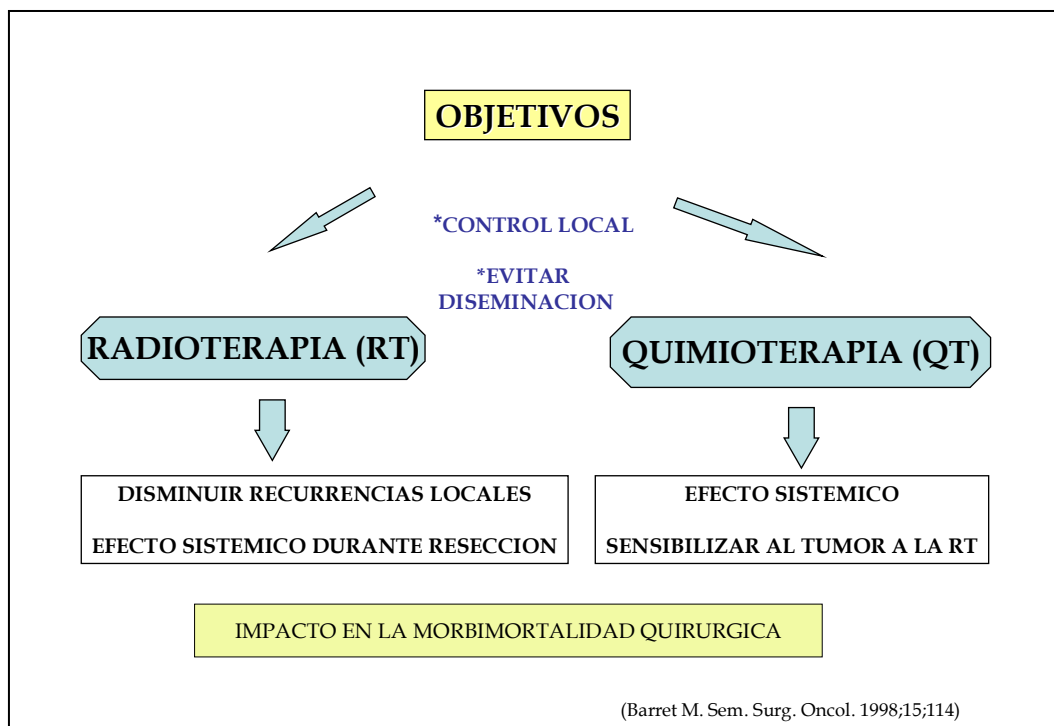 OBJETIVOS
*CONTROL LOCAL
*EVITAR
DISEMINACION
RADIOTERAPIA (RT)
QUIMIOTERAPIA (QT)
DISMINUIR RECURRENCIAS LOCALES
EFECTO SISTEMICO DURANTE RESECCION
EFECTO SISTEMICO
SENSIBILIZAR AL TUMOR A LA RT
IMPACTO EN LA MORBIMORTALIDAD QUIRURGICA
(Barret M. Sem. Surg. Oncol. 1998;15;114)